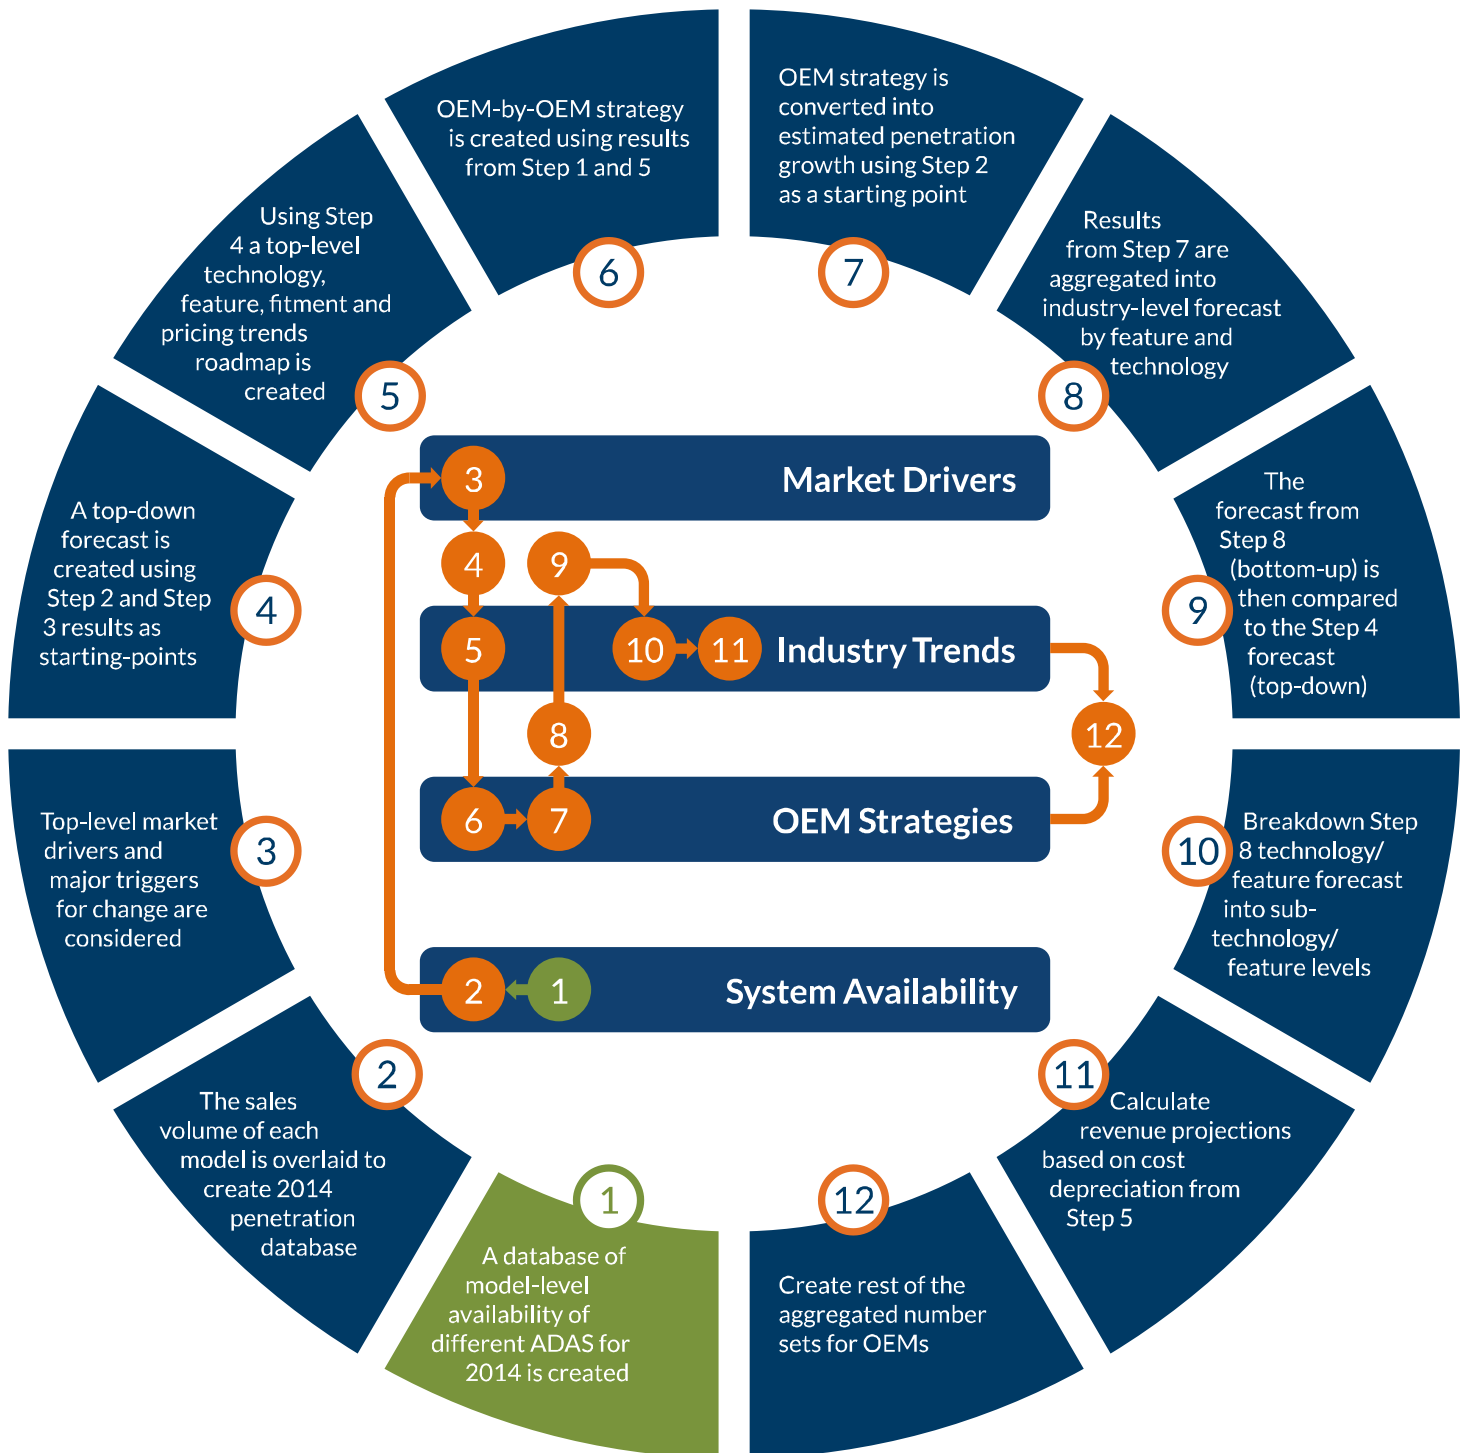 OEM-by-OEM strategy
is created using results
from Step 1 and 5
6
OEM strategy is
converted into
estimated penetration
growth using Step 2
as a starting point
7
Using Step
4 a top-level
technology,
feature, fitment and
pricing trends
roadmap is
created
5
Results
from Step 7 are
aggregated into
industry-level forecast
by feature and
technology
8
A top-down
forecast is
created using
Step 2 and Step
3 results as
starting-points
4
The
forecast from
Step 8
(bottom-up) is
then compared
to the Step 4
forecast
(top-down)
9
3
Market Drivers
4
9
5
10
11
Industry Trends
8
12
6
7
OEM Strategies
2
1
System Availability
Top-level market
drivers and
major triggers
for change are
considered
3
Breakdown Step
8 technology/
feature forecast
into sub-
technology/
feature levels
10
2
The sales
volume of each
model is overlaid to
create 2014
penetration
database
11
Calculate
revenue projections
based on cost
depreciation from
Step 5
1
A database of
model-level
availability of
different ADAS for
2014 is created
12
Create rest of the
aggregated number
sets for OEMs